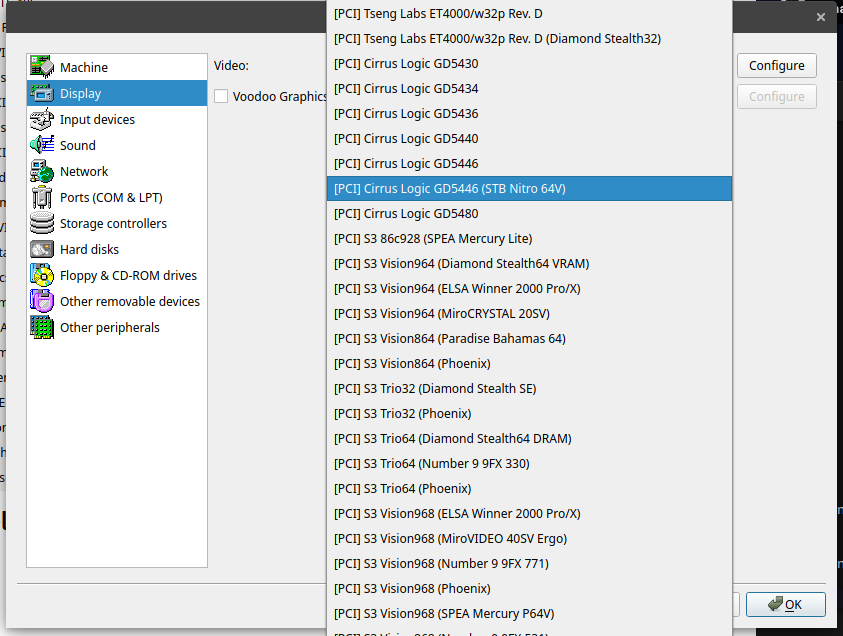 Machine
Display
Input devices
Sound
Network
Ports (COM & LPT)
Storage controllers
Hard disks
Floppy & CD-ROM drives
Other removable devices
Other peripherals
Video:
Voodoo Graphics
[PCI] Tseng Labs ET4000/w32p Rev. D
[PCI] Tseng Labs ET4000/w32p Rev. D (Diamond Stealth32)
[PCI] Cirrus Logic GD5430
[PCI] Cirrus Logic GD5434
[PCI] Cirrus Logic GD5436
[PCI] Cirrus Logic GD5440
[PCI] Cirrus Logic GD5446
[PCI] Cirrus Logic GD5446 (STB Nitro 64V)
[PCI] Cirrus Logic GD5480
[PCI] S3 86c928 (SPEA Mercury Lite)
[PCI] S3 Vision964 (Diamond Stealth64 VRAM)
[PCI] S3 Vision964 (ELSA Winner 2000 Pro/X)
[PCI] S3 Vision964 (MiroCRYSTAL 20SV)
[PCI] S3 Vision864 (Paradise Bahamas 64)
[PCI] S3 Vision864 (Phoenix)
[PCI] S3 Trio32 (Diamond Stealth SE)
[PCI] S3 Trio32 (Phoenix)
[PCI] S3 Trio64 (Diamond Stealth64 DRAM)
[PCI] S3 Trio64 (Number 9 9FX 330)
[PCI] S3 Trio64 (Phoenix)
[PCI] S3 Vision968 (ELSA Winner 2000 Pro/X)
[PCI] S3 Vision968 (MiroVIDEO 40SV Ergo)
[PCI] S3 Vision968 (Number 9 9FX 771)
[PCI] S3 Vision968 (Phoenix)
[PCI] S3 Vision968 (SPEA Mercury P64V)
Configure
Configure
OK